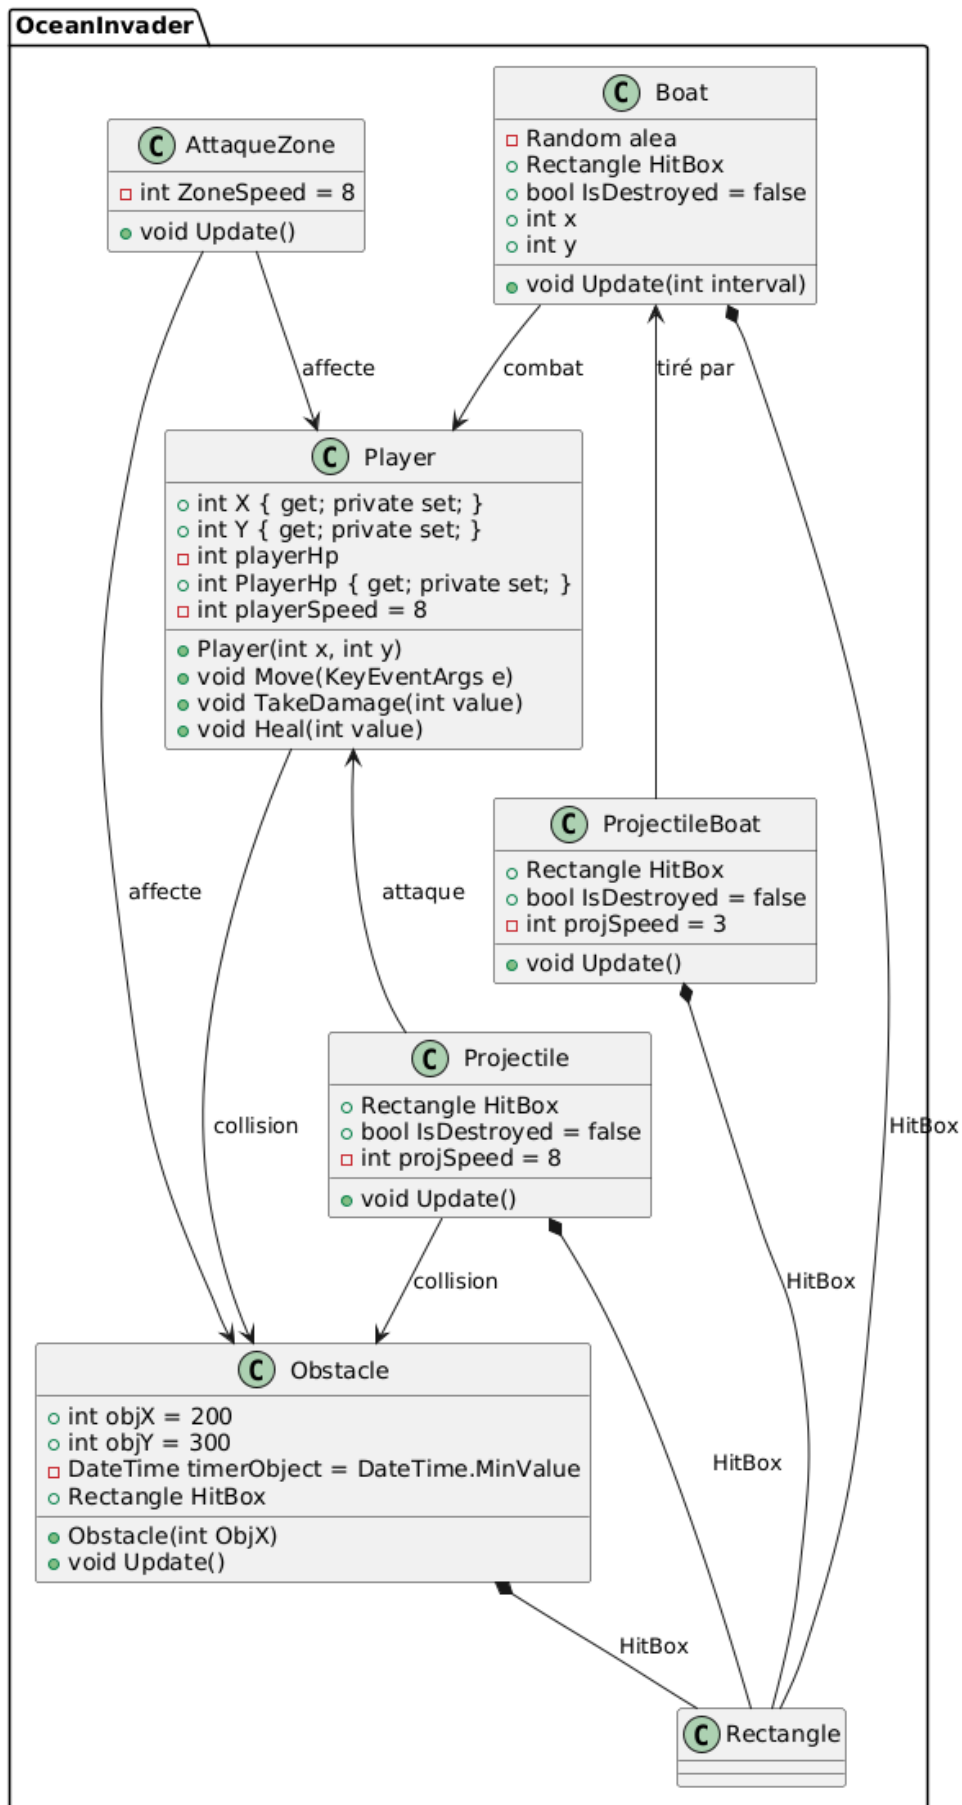 OceanInvader
C Boat
Random alea
Rectangle HitBox
bool IsDestroyed = false
int x
int y
void Update(int interval)
C AttaqueZone
int ZoneSpeed = 8
void Update()
affecte
combat
tiré par
C Player
int X { get; private set; }
int Y { get; private set; }
int playerHp
int PlayerHp { get; private set; }
int playerSpeed = 8
Player(int x, int y)
void Move(KeyEventArgs e)
void TakeDamage(int value)
void Heal(int value)
C ProjectileBoat
Rectangle HitBox
bool IsDestroyed = false
int projSpeed = 3
void Update()
affecte
attaque
C Projectile
Rectangle HitBox
bool IsDestroyed = false
int projSpeed = 8
void Update()
collision
HitBox
collision
HitBox
C Obstacle
int objX = 200
int objY = 300
DateTime timerObject = DateTime.MinValue
Rectangle HitBox
Obstacle(int ObjX)
void Update()
HitBox
HitBox
C Rectangle